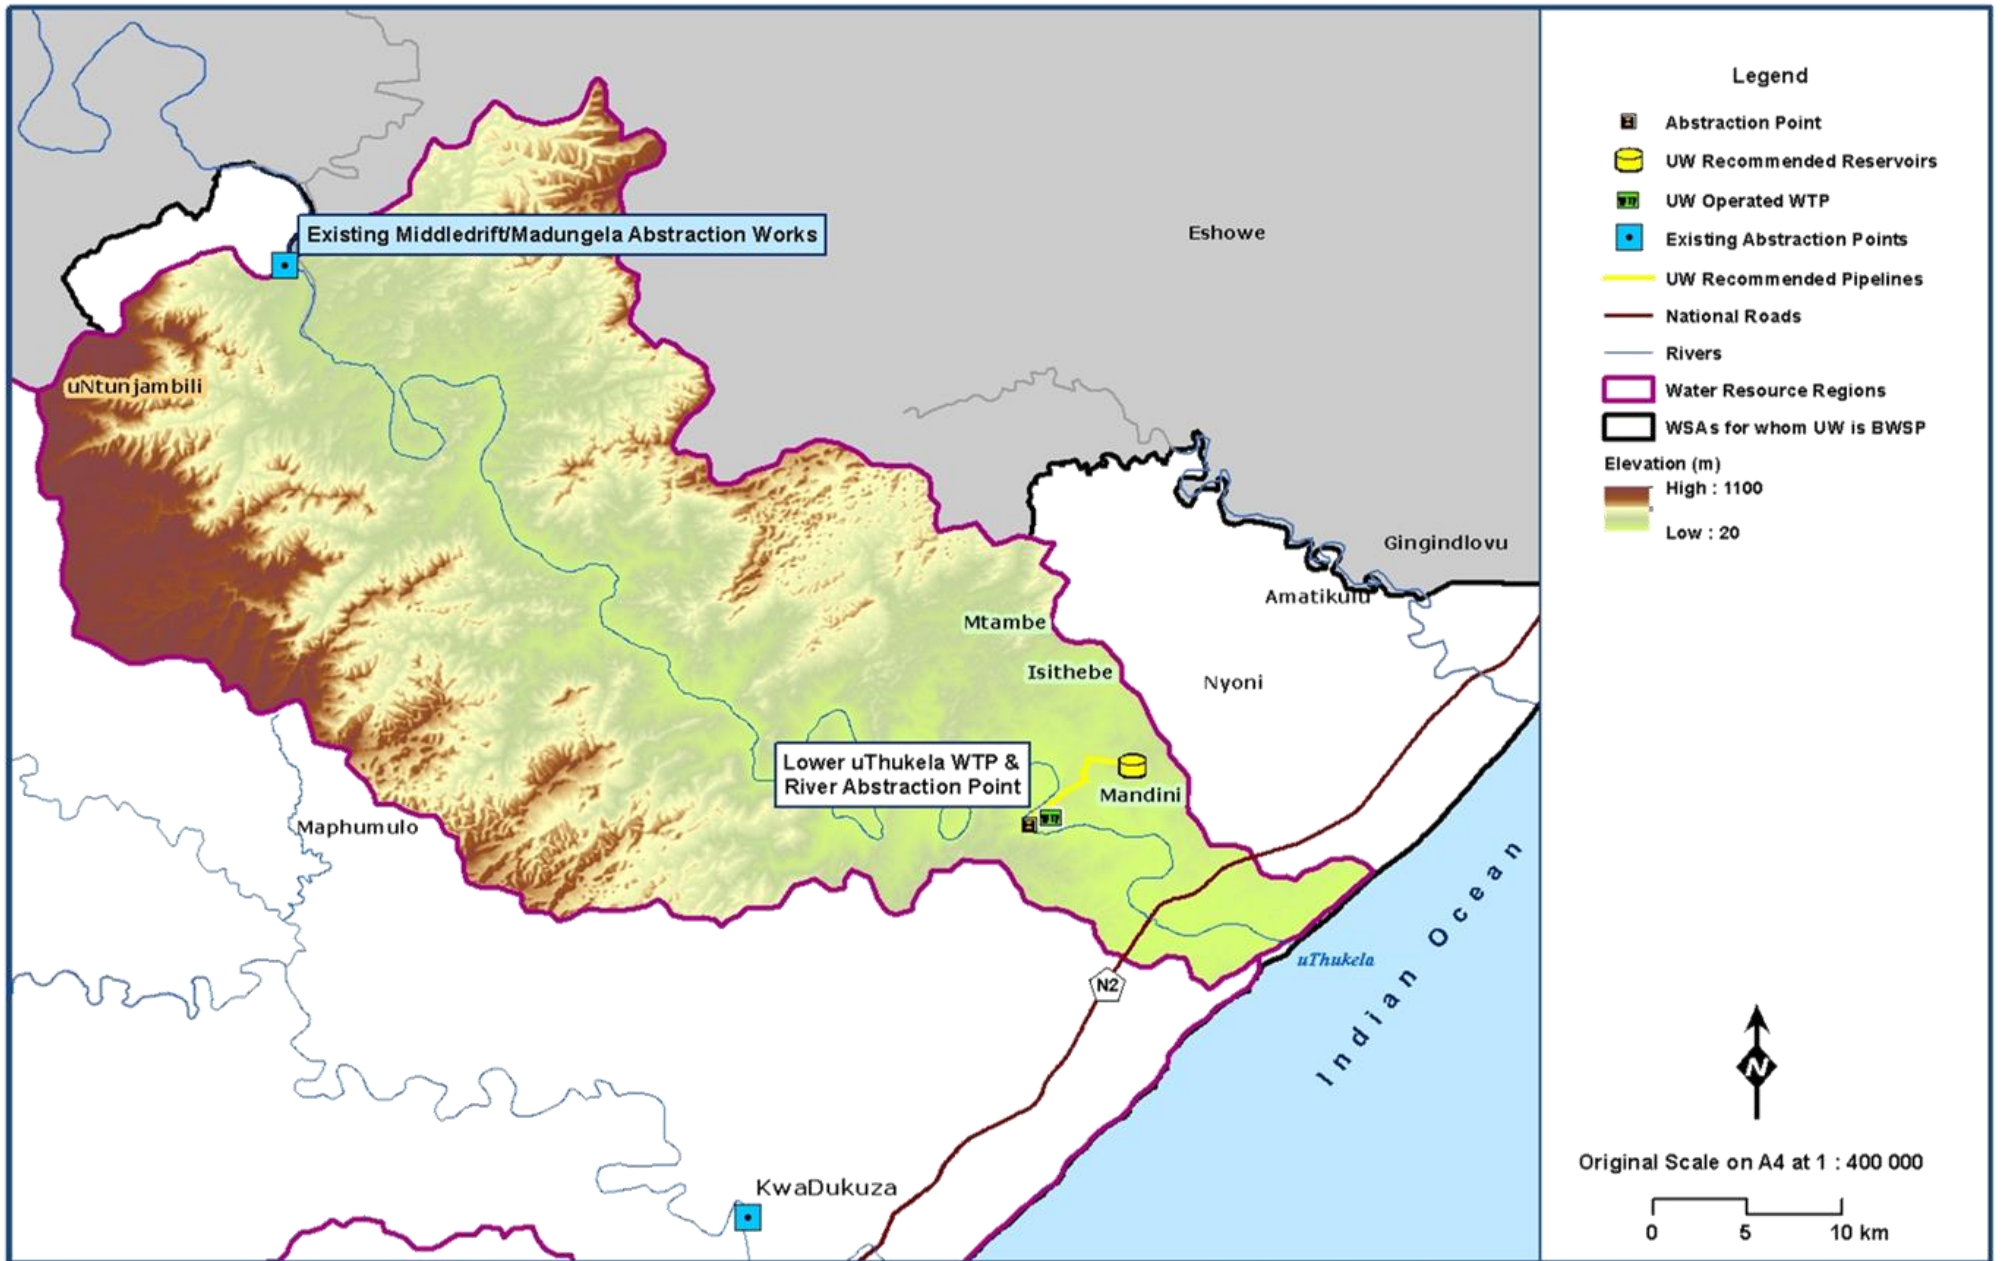 Existing Middledrift/Madungela Abstraction Works
Eshowe
uNtunjambili
Gingindlovu
Amatikulu
Mtambe
Isithebe
Nyoni
Lower uThukela WTP &
River Abstraction Point
Mandini
WTP
Maphumulo
uThukela
N2
Indian Ocean
KwaDukuza
Legend
Abstraction Point
UW Recommended Reservoirs
WTP
UW Operated WTP
Existing Abstraction Points
UW Recommended Pipelines
National Roads
Rivers
Water Resource Regions
WSAs for whom UW is BWSP
Elevation (m)
High : 1100
Low : 20
N
Original Scale on A4 at 1 : 400 000
0 5 10 km